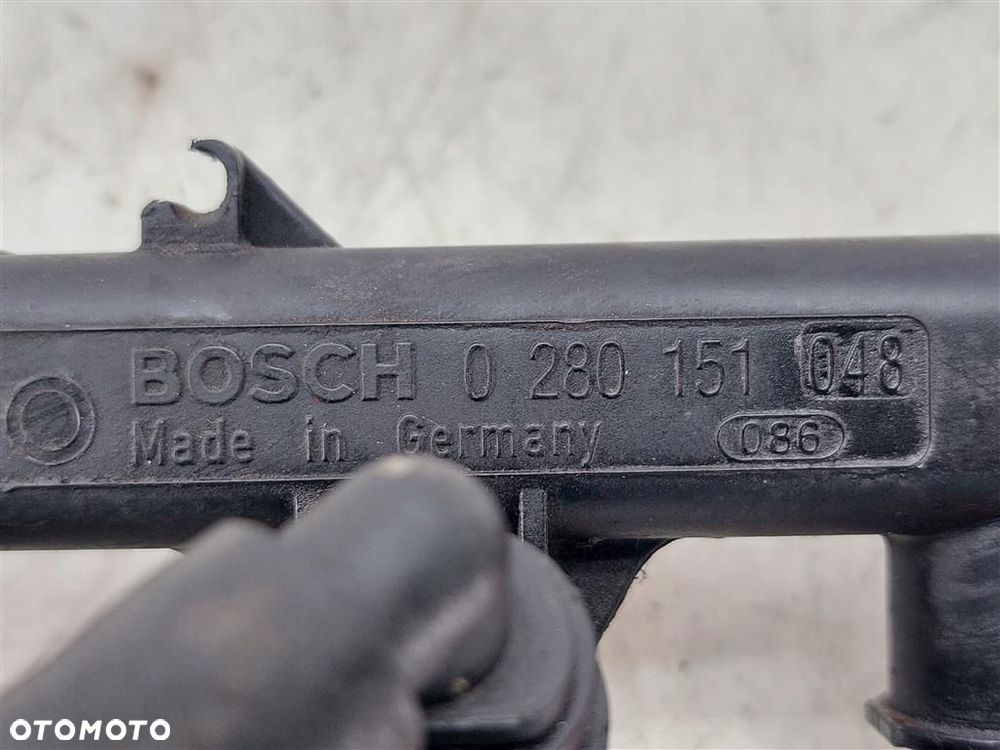 BOSCH 0 280 151 048
Made in Germany 086
OTOMOTO